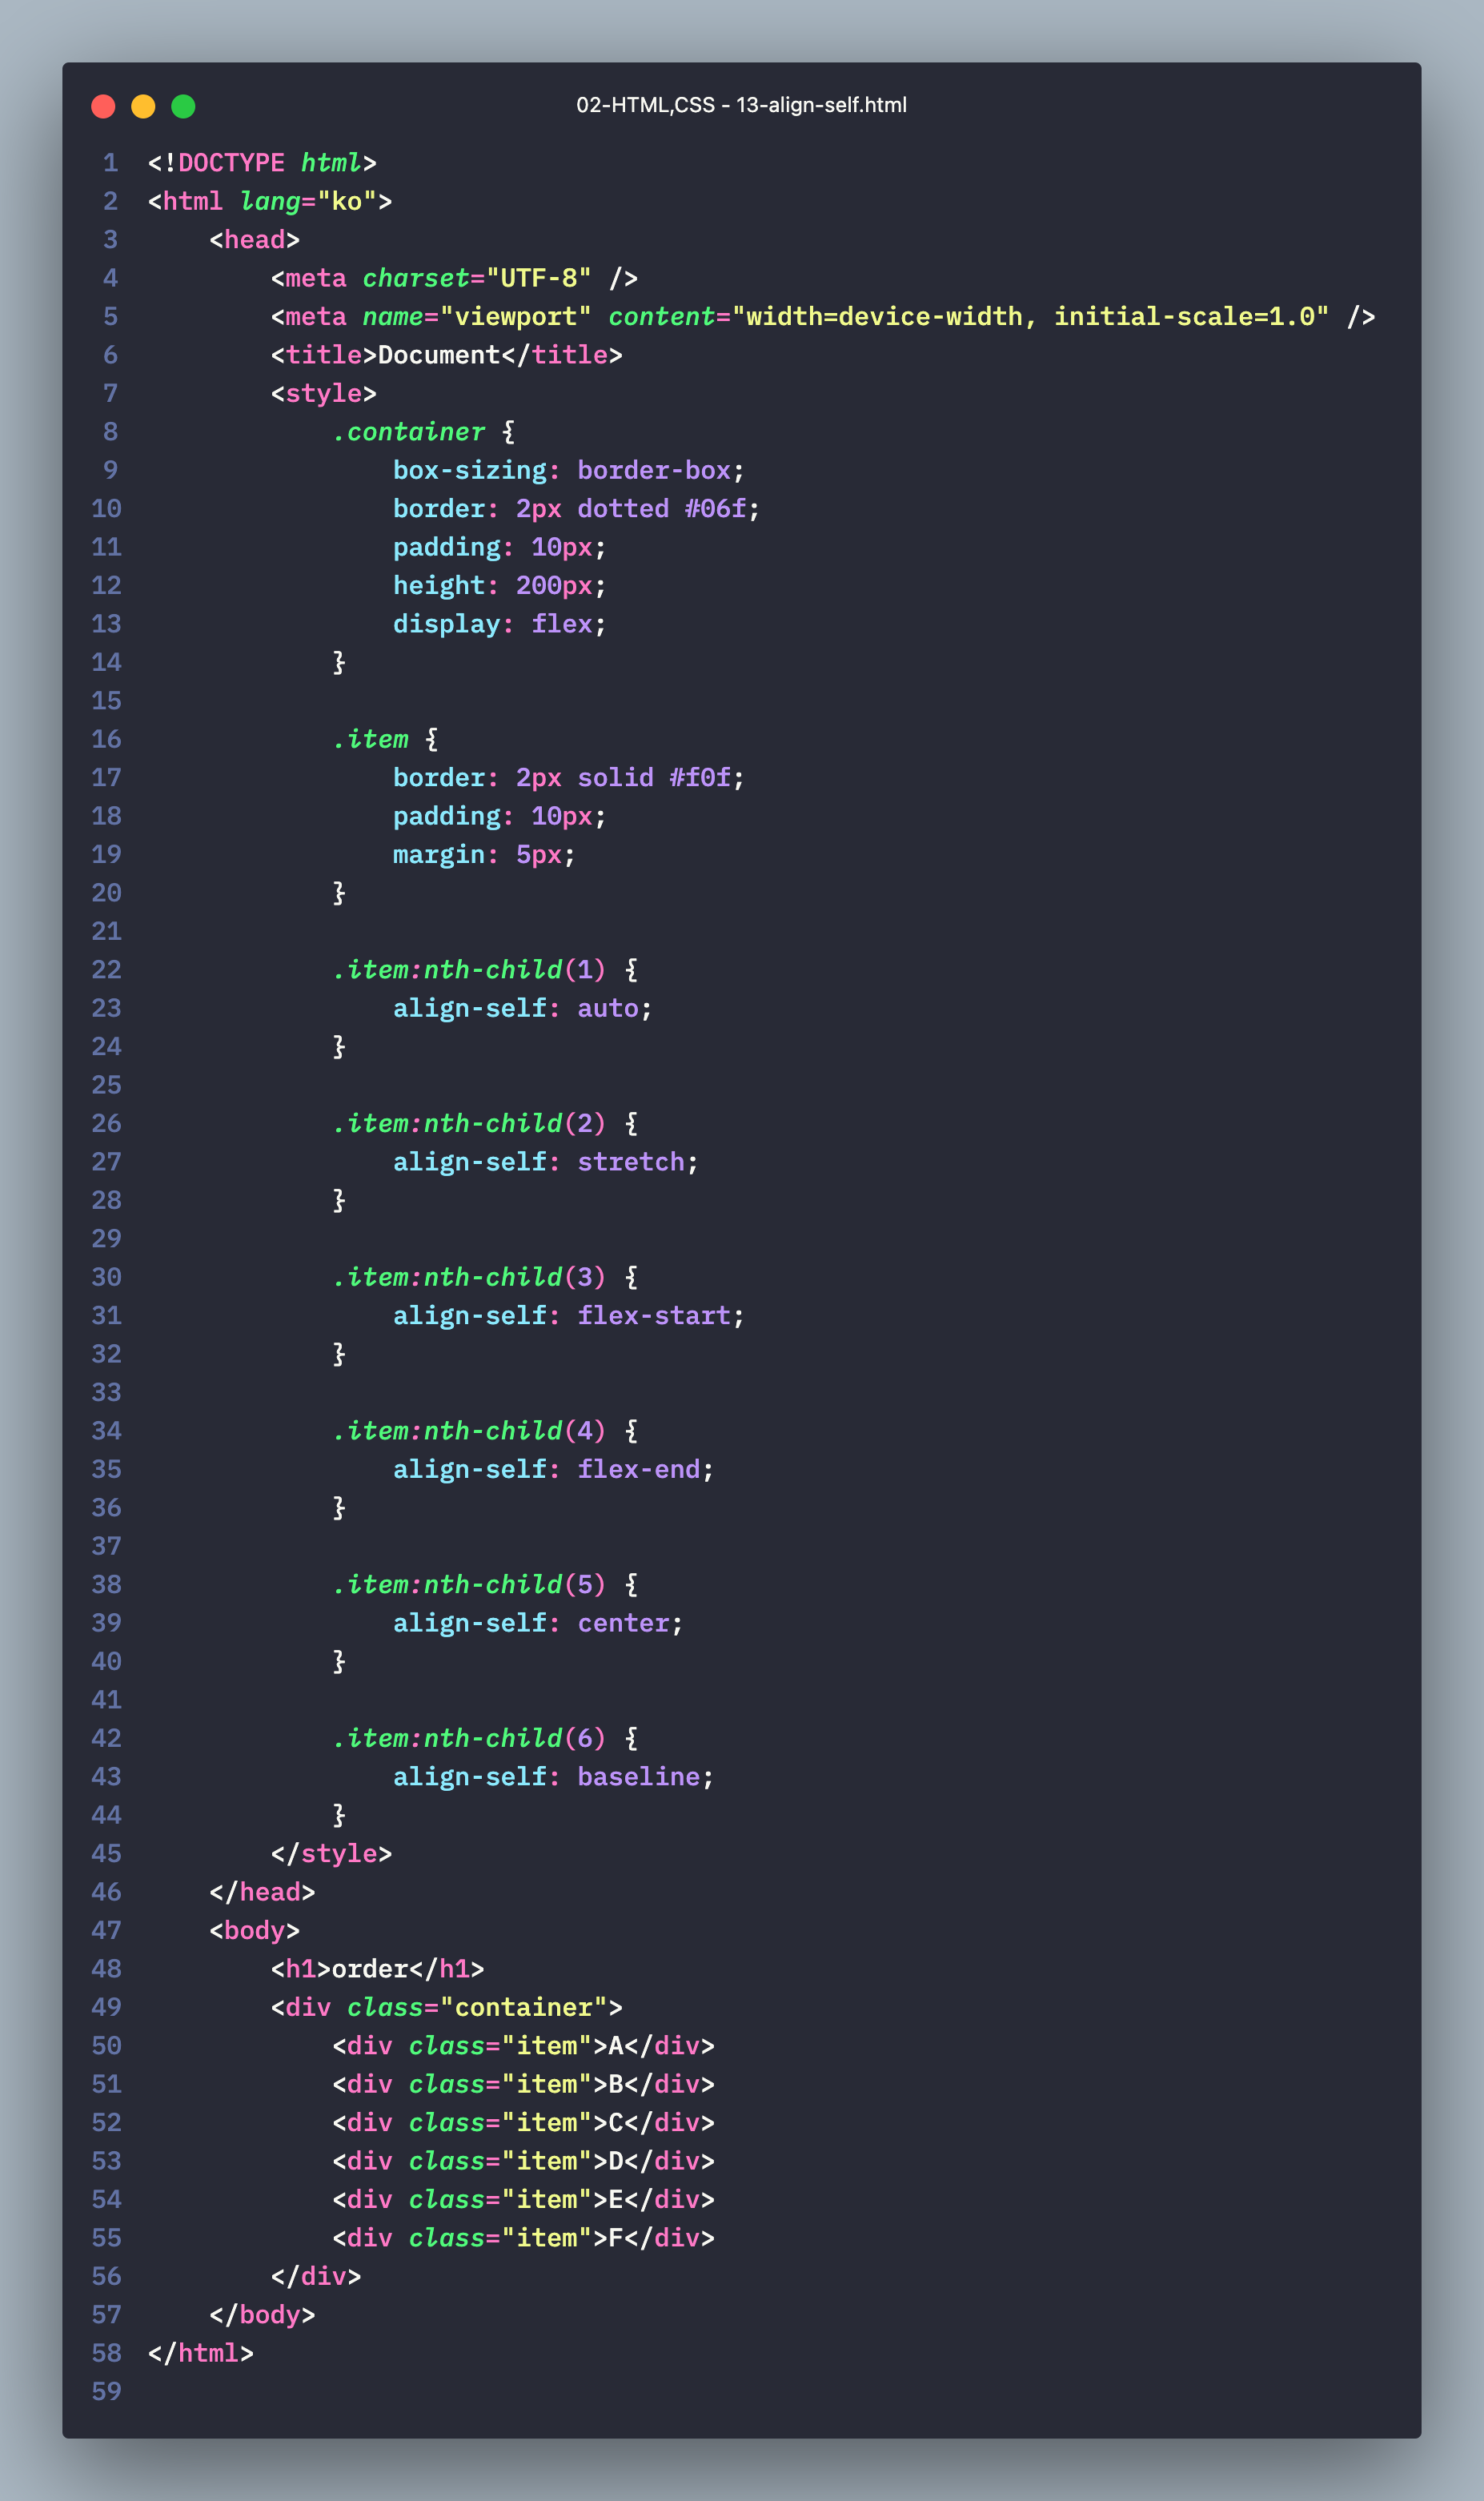 02-HTML,CSS - 13-align-self.html
1 <!DOCTYPE html>
2 <html lang="ko">
3     <head>
4         <meta charset="UTF-8" />
5         <meta name="viewport" content="width=device-width, initial-scale=1.0" />
6         <title>Document</title>
7         <style>
8             .container {
9                 box-sizing: border-box;
10                 border: 2px dotted #06f;
11                 padding: 10px;
12                 height: 200px;
13                 display: flex;
14             }
15
16             .item {
17                 border: 2px solid #f0f;
18                 padding: 10px;
19                 margin: 5px;
20             }
21
22             .item:nth-child(1) {
23                 align-self: auto;
24             }
25
26             .item:nth-child(2) {
27                 align-self: stretch;
28             }
29
30             .item:nth-child(3) {
31                 align-self: flex-start;
32             }
33
34             .item:nth-child(4) {
35                 align-self: flex-end;
36             }
37
38             .item:nth-child(5) {
39                 align-self: center;
40             }
41
42             .item:nth-child(6) {
43                 align-self: baseline;
44             }
45         </style>
46     </head>
47     <body>
48         <h1>order</h1>
49         <div class="container">
50             <div class="item">A</div>
51             <div class="item">B</div>
52             <div class="item">C</div>
53             <div class="item">D</div>
54             <div class="item">E</div>
55             <div class="item">F</div>
56         </div>
57     </body>
58 </html>
59